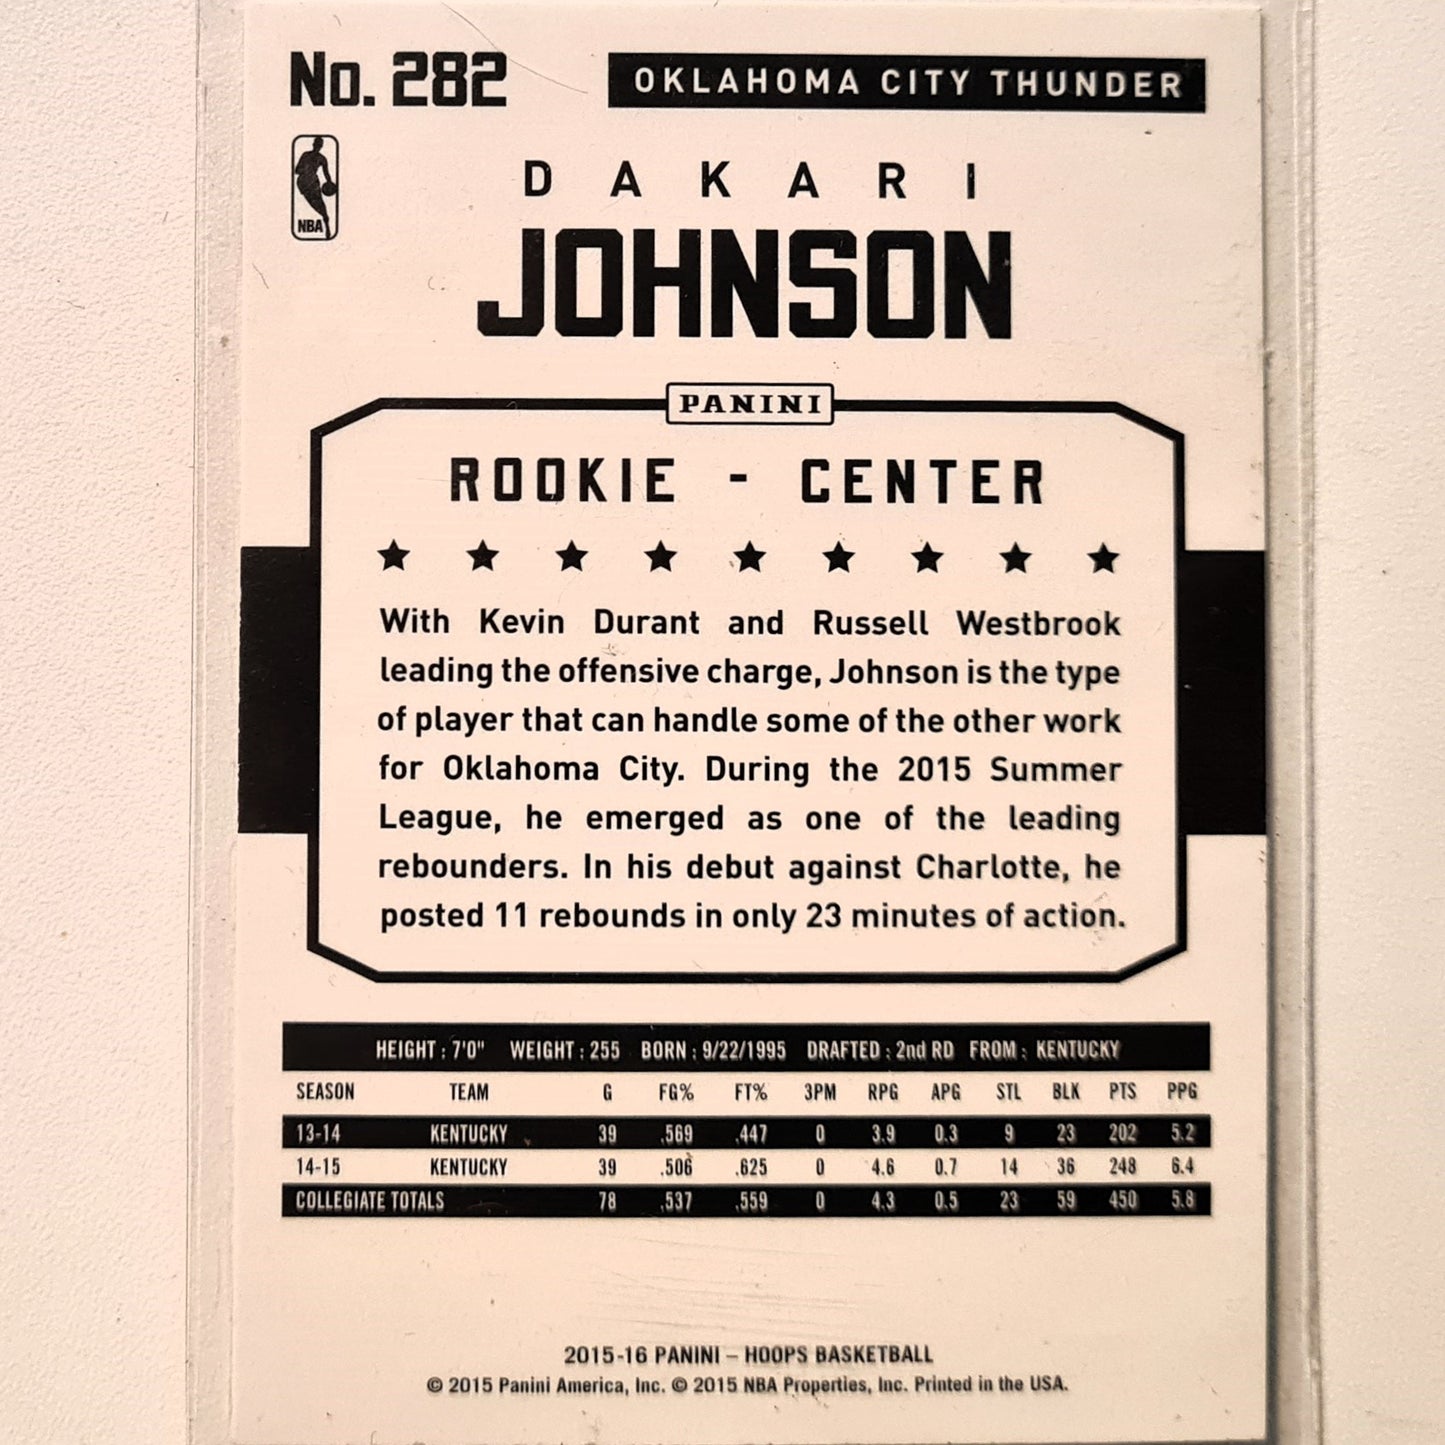 No. 282
OKLAHOMA CITY THUNDER
NBA
DAKARI
JOHNSON
PANINI
ROOKIE - CENTER
With Kevin Durant and Russell Westbrook
leading the offensive charge, Johnson is the type
of player that can handle some of the other work
for Oklahoma City. During the 2015 Summer
League, he emerged as one of the leading
rebounders. In his debut against Charlotte, he
posted 11 rebounds in only 23 minutes of action.
HEIGHT : 7'0" WEIGHT : 255 BORN : 9/22/1995 DRAFTED : 2nd RD FROM : KENTUCKY
SEASON TEAM G FG% FT% 3PM RPG APG STL BLK PTS PPG
13-14 KENTUCKY 39 .569 .447 0 3.9 0.3 9 23 202 5.2
14-15 KENTUCKY 39 .506 .625 0 4.6 0.7 14 36 248 6.4
COLLEGIATE TOTALS 78 .537 .559 0 4.3 0.5 23 59 450 5.8
2015-16 PANINI – HOOPS BASKETBALL
© 2015 Panini America, Inc. © 2015 NBA Properties, Inc. Printed in the USA.